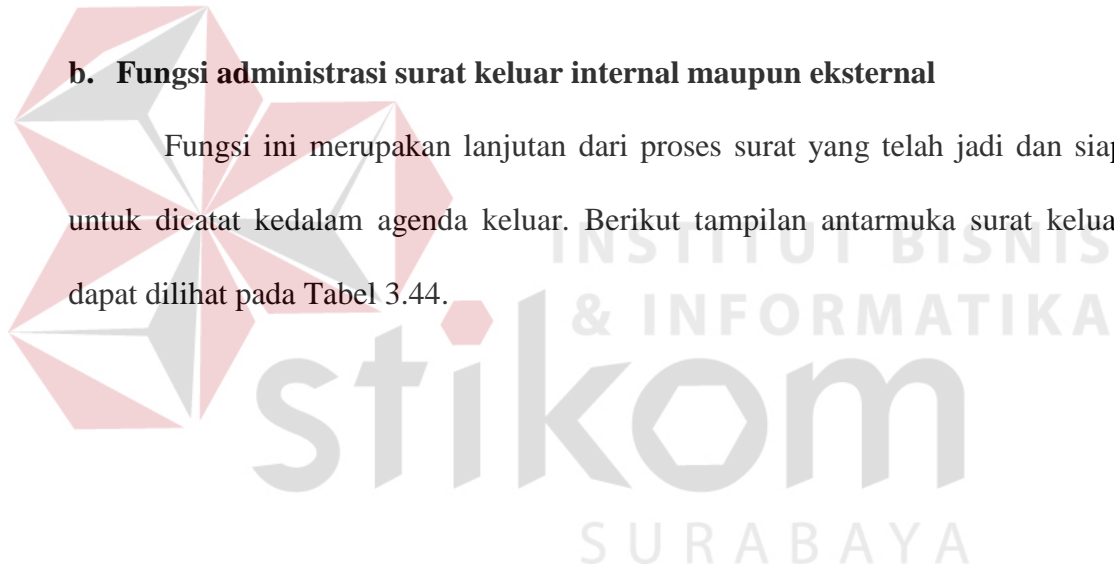 b. Fungsi administrasi surat keluar internal maupun eksternal
Fungsi ini merupakan lanjutan dari proses surat yang telah jadi dan siap
untuk dicatat kedalam agenda keluar. Berikut tampilan antarmuka surat kelua
dapat dilihat pada Tabel 3.44.
INSTITUT BISNIS
& INFORMATIKA
stikom
SURABAYA